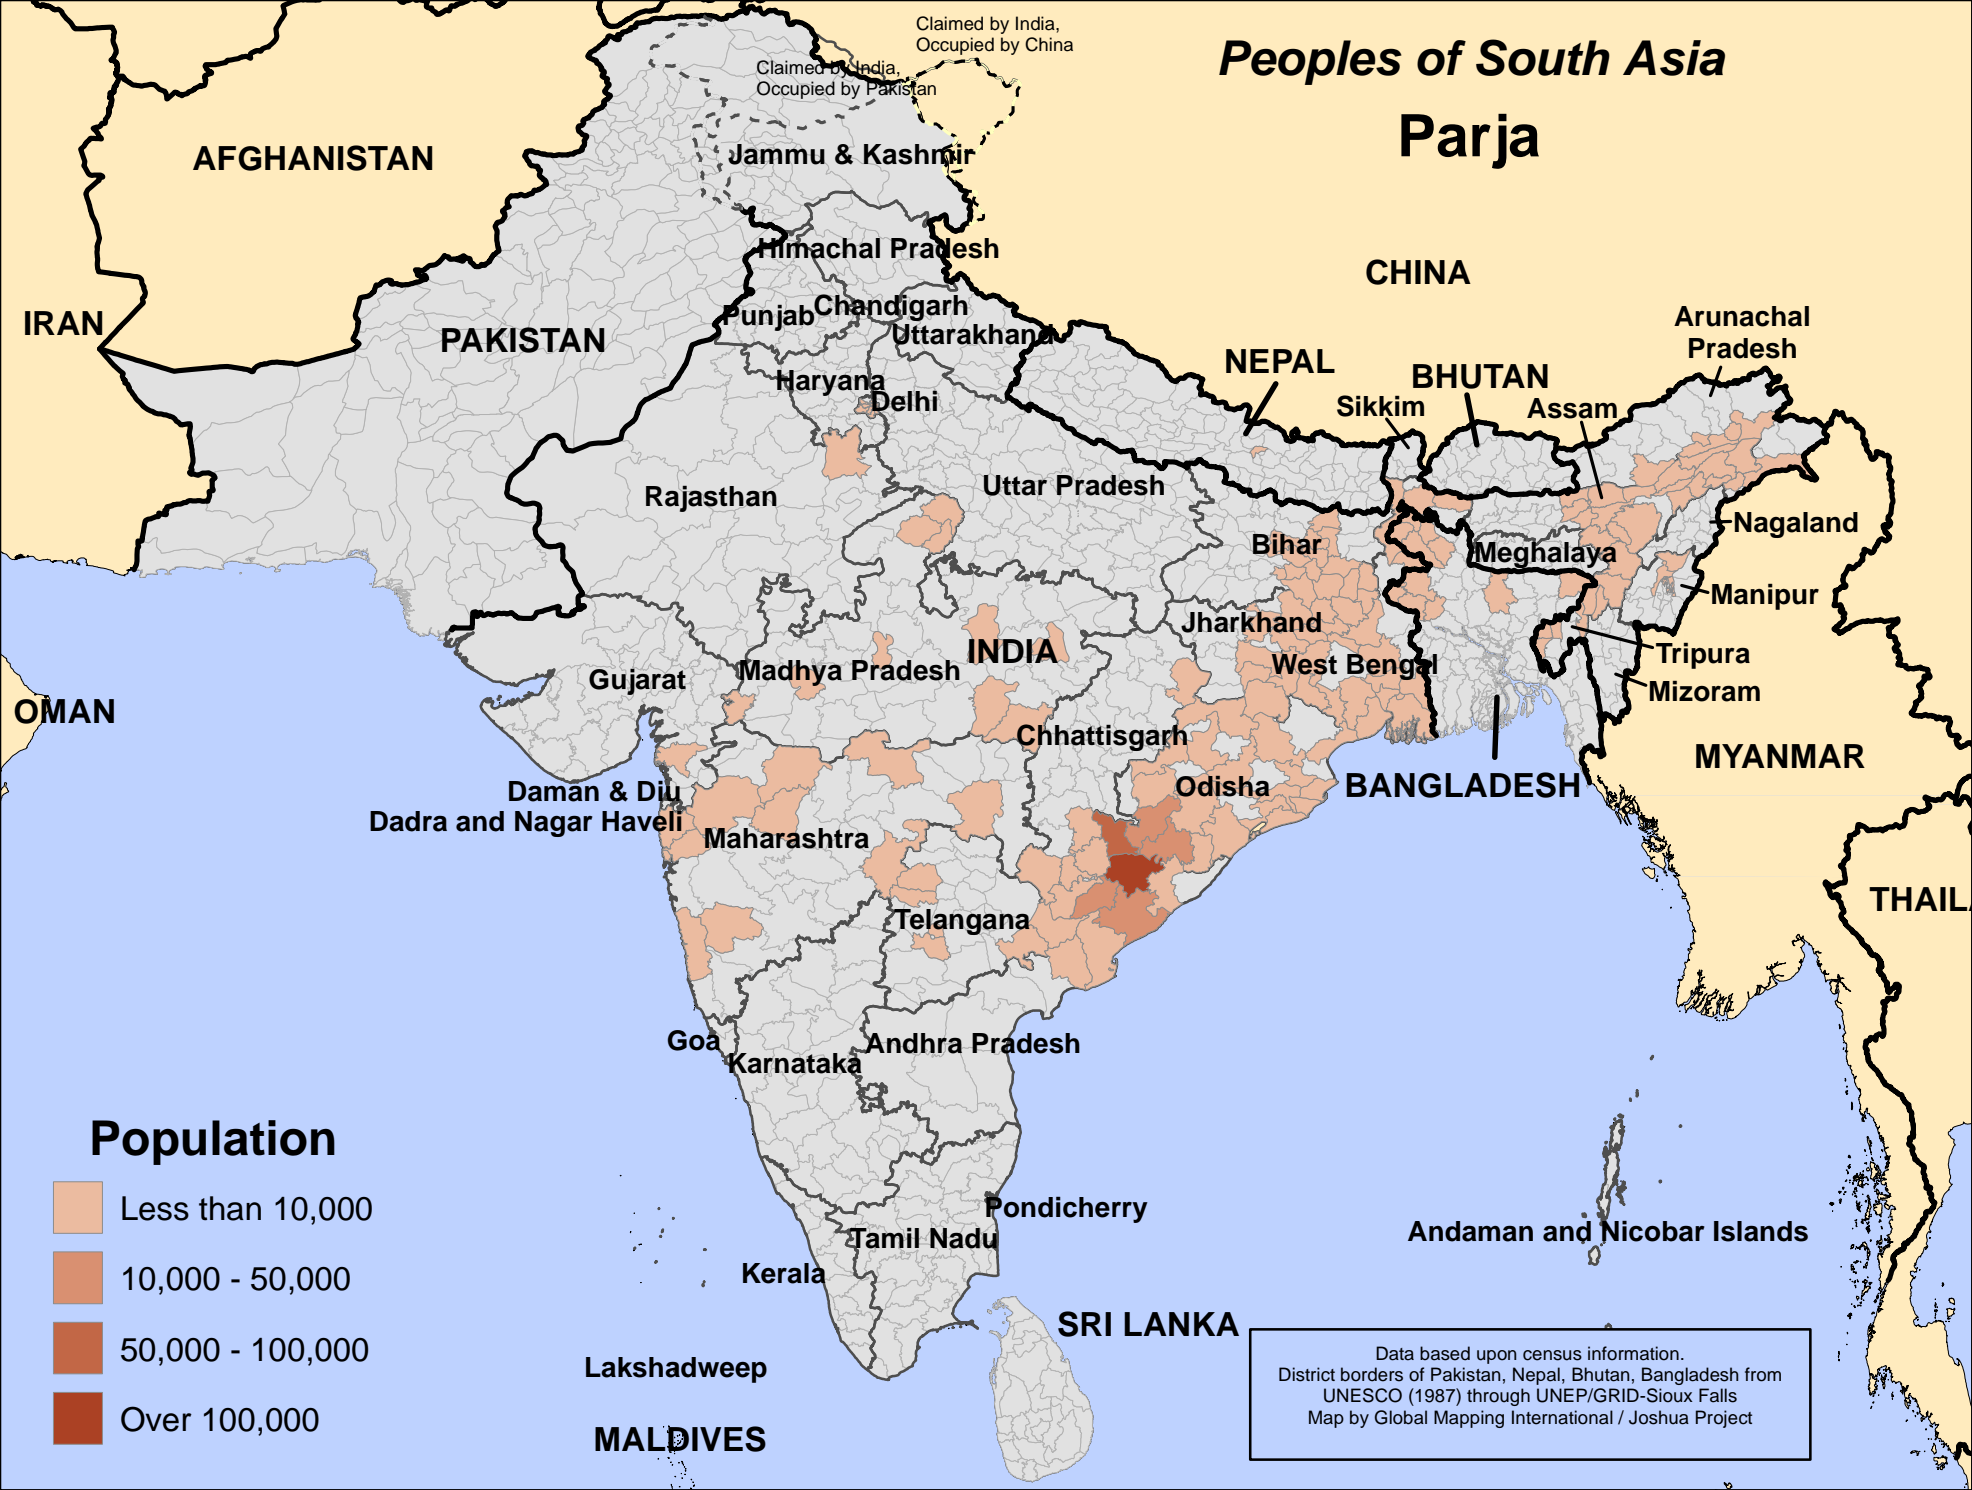 Claimed by India,
Occupied by China
Peoples of South Asia
Parja
Claimed by India,
Occupied by Pakistan
AFGHANISTAN
Jammu & Kashmir
Himachal Pradesh
CHINA
IRAN
PAKISTAN
Punjab
Chandigarh
Uttarakhand
Arunachal
Pradesh
NEPAL
BHUTAN
Haryana
Delhi
Sikkim
Assam
Rajasthan
Uttar Pradesh
Nagaland
Bihar
Meghalaya
Manipur
Jharkhand
INDIA
Madhya Pradesh
West Bengal
Tripura
Gujarat
Mizoram
OMAN
Chhattisgarh
MYANMAR
Odisha
BANGLADESH
Daman & Diu
Dadra and Nagar Haveli
Maharashtra
THAIL
Telangana
Goa
Karnataka
Andhra Pradesh
Pondicherry
Tamil Nadu
Andaman and Nicobar Islands
Kerala
SRI LANKA
Lakshadweep
MALDIVES
Population
Less than 10,000
10,000 - 50,000
50,000 - 100,000
Over 100,000
Data based upon census information.
District borders of Pakistan, Nepal, Bhutan, Bangladesh from
UNESCO (1987) through UNEP/GRID-Sioux Falls
Map by Global Mapping International / Joshua Project